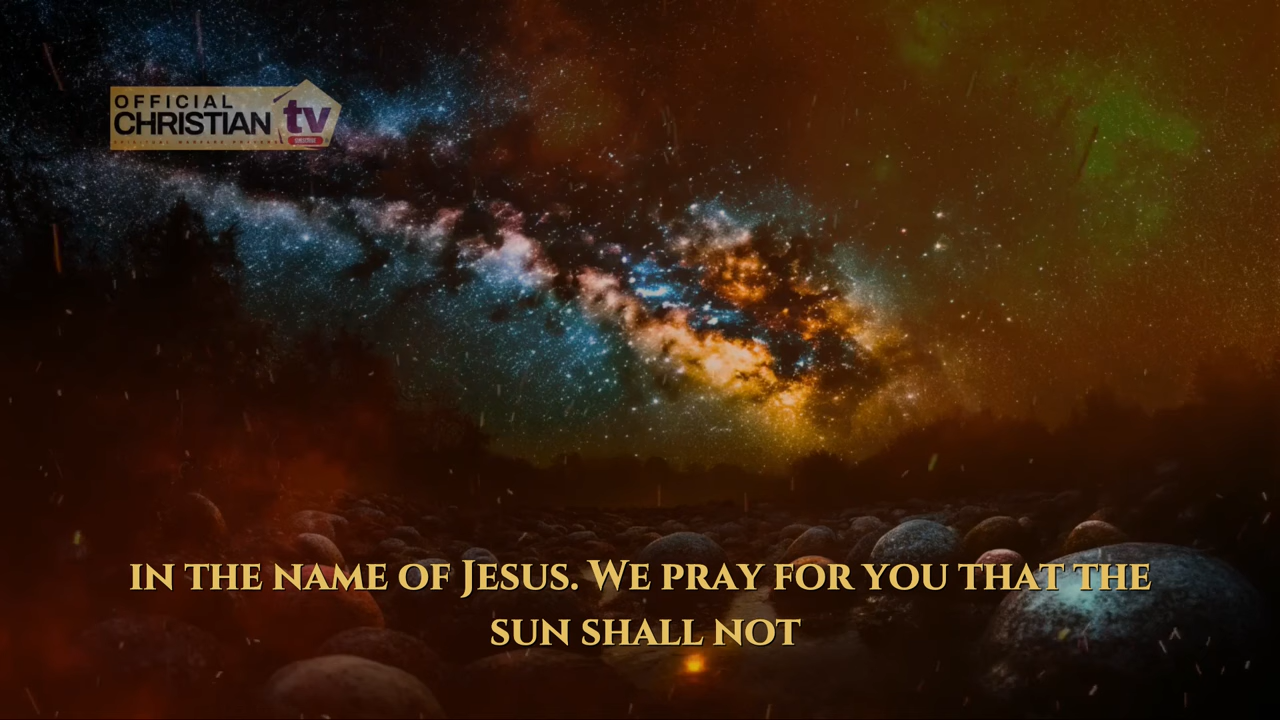 OFFICIAL
CHRISTIAN tv
IN THE NAME OF JESUS. WE PRAY FOR YOU THAT THE
SUN SHALL NOT